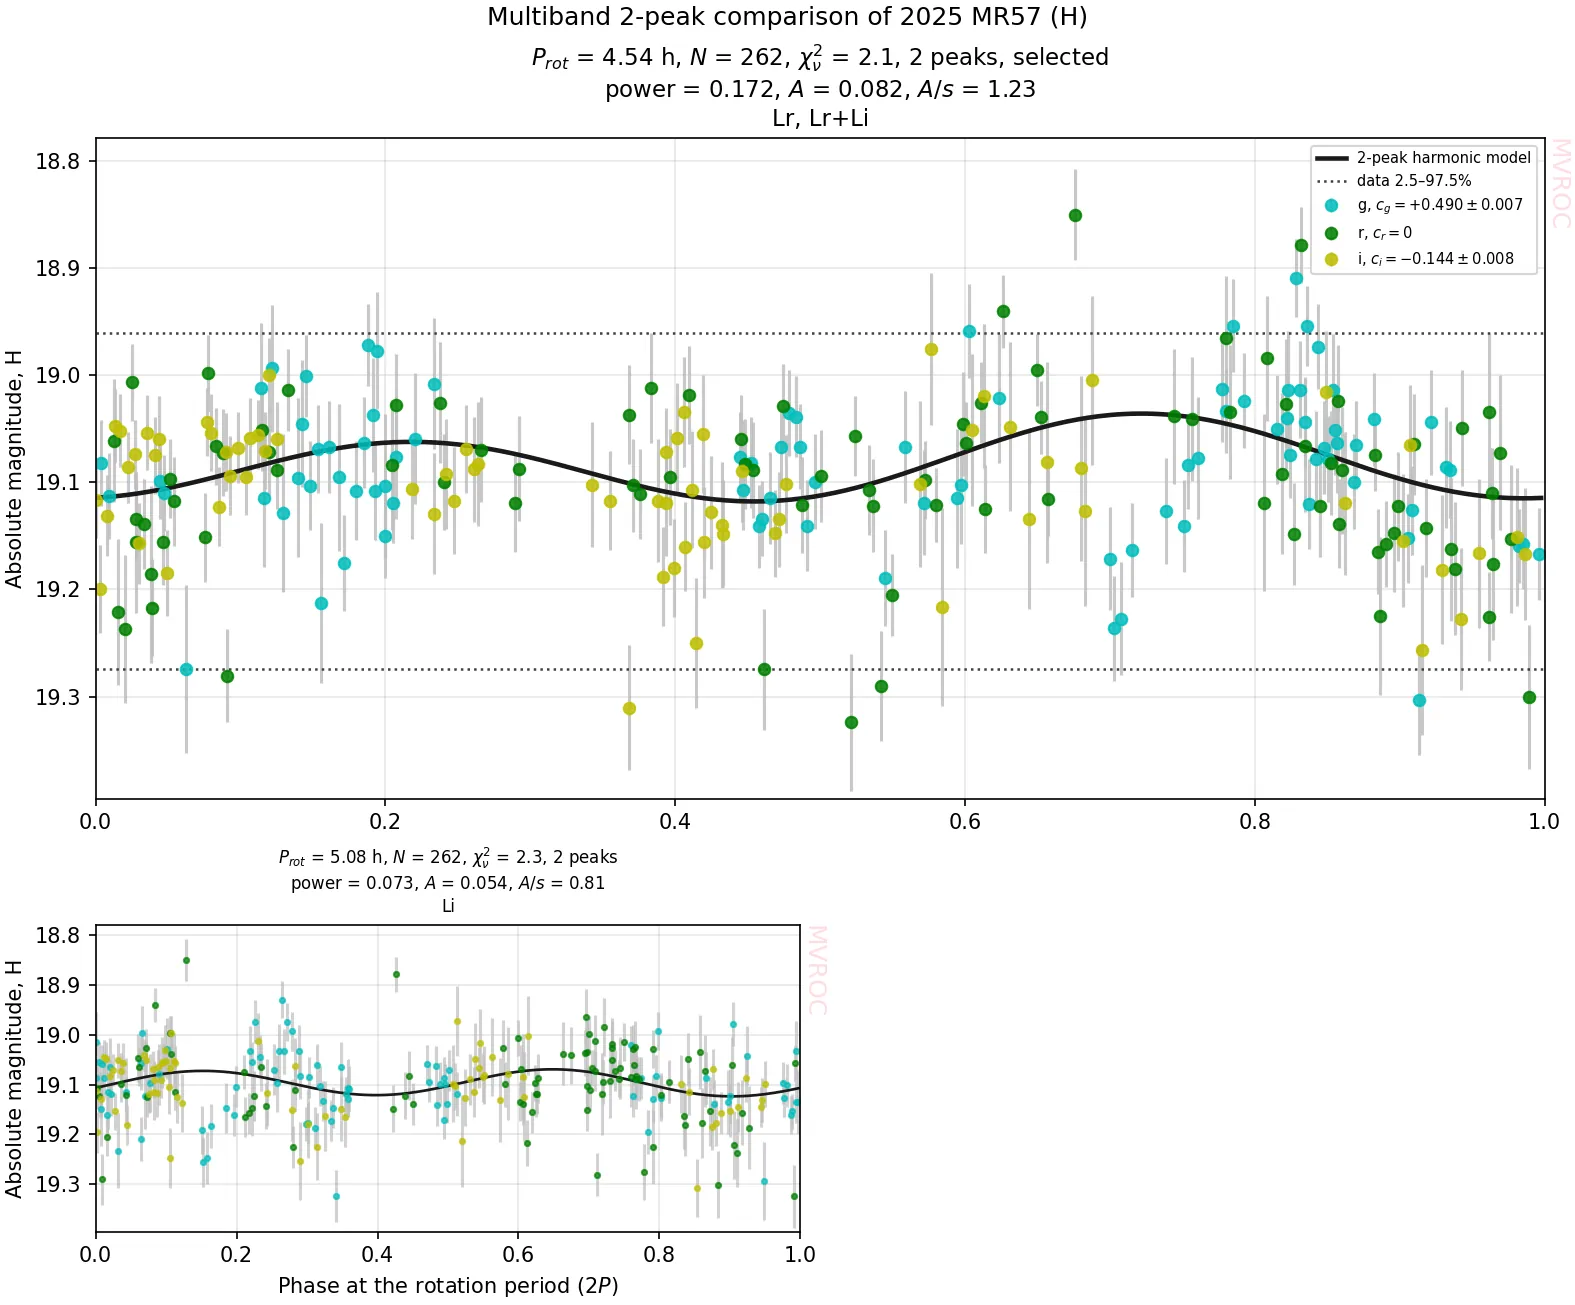 Multiband 2-peak comparison of 2025 MR57 (H)
P_rot = 4.54 h, N = 262, χ²_ν = 2.1, 2 peaks, selected
power = 0.172, A = 0.082, A/s = 1.23
Lr, Lr+Li
Absolute magnitude, H
18.8
18.9
19.0
19.1
19.2
19.3
0.0
0.2
0.4
0.6
0.8
1.0
2-peak harmonic model
data 2.5–97.5%
g, c_g = +0.490 ± 0.007
r, c_r = 0
i, c_i = −0.144 ± 0.008
MVROC
P_rot = 5.08 h, N = 262, χ²_ν = 2.3, 2 peaks
power = 0.073, A = 0.054, A/s = 0.81
Li
Absolute magnitude, H
18.8
18.9
19.0
19.1
19.2
19.3
0.0
0.2
0.4
0.6
0.8
1.0
Phase at the rotation period (2P)
MVROC